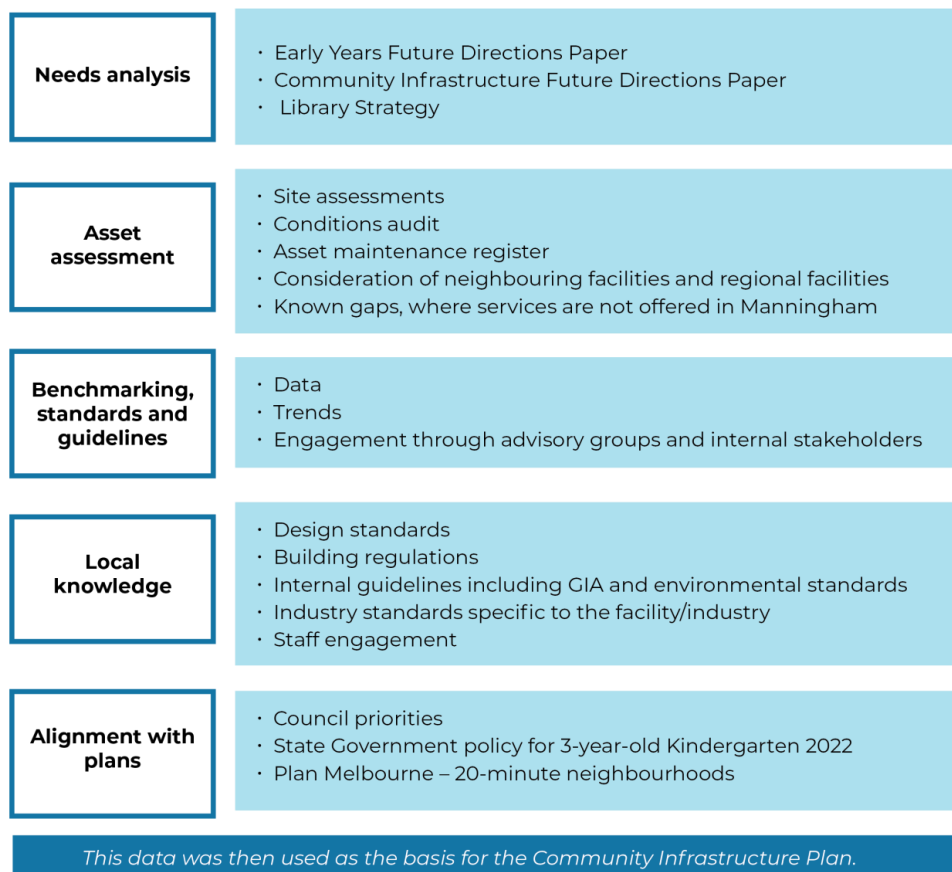 Needs analysis
· Early Years Future Directions Paper
· Community Infrastructure Future Directions Paper
· Library Strategy
Asset
assessment
· Site assessments
· Conditions audit
· Asset maintenance register
· Consideration of neighbouring facilities and regional facilities
· Known gaps, where services are not offered in Manningham
Benchmarking,
standards and
guidelines
· Data
· Trends
· Engagement through advisory groups and internal stakeholders
Local
knowledge
· Design standards
· Building regulations
· Internal guidelines including GIA and environmental standards
· Industry standards specific to the facility/industry
· Staff engagement
Alignment with
plans
· Council priorities
· State Government policy for 3-year-old Kindergarten 2022
· Plan Melbourne – 20-minute neighbourhoods
This data was then used as the basis for the Community Infrastructure Plan.